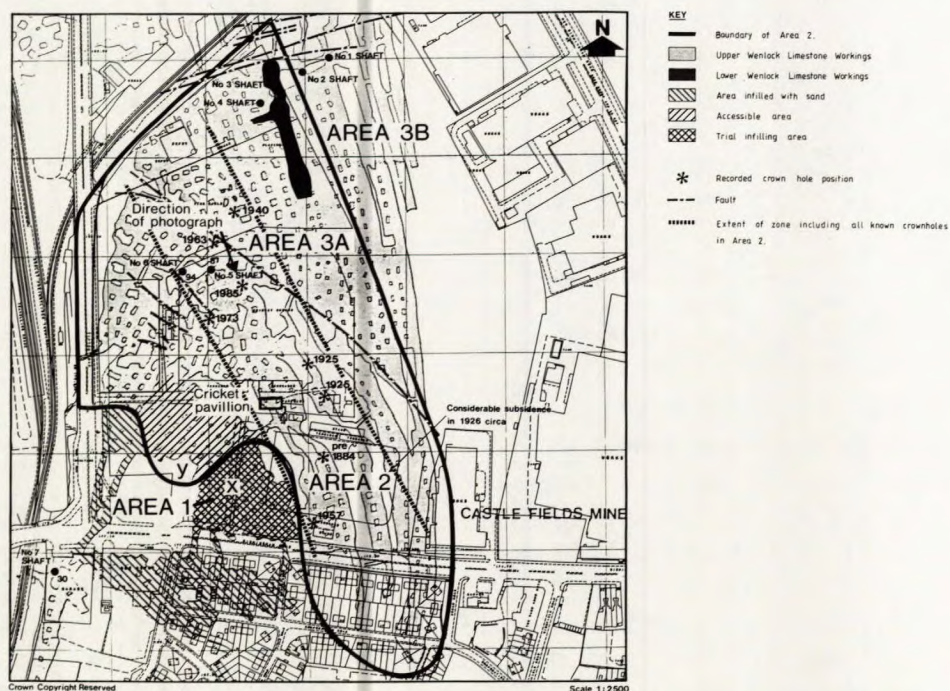 N
No 1 SHAFT
No 2 SHAFT
No 3 SHAFT
No 4 SHAFT
AREA 3B
Direction
of photograph
1940
1963
AREA 3A
No 6 SHAFT
94
81
No 5 SHAFT
1985
1973
1925
1926
Cricket
pavillion
Considerable subsidence
in 1926 circa
pre
1884
y
X
AREA 2
AREA 1
1957
CASTLE FIELDS MINE
No 7
SHAFT
30
Crown Copyright Reserved
Scale 1:2500
KEY
Boundary of Area 2.
Upper Wenlock Limestone Workings
Lower Wenlock Limestone Workings
Area infilled with sand
Accessible area
Trial infilling area
Recorded crown hole position
Fault
Extent of zone including all known crownholes
in Area 2.